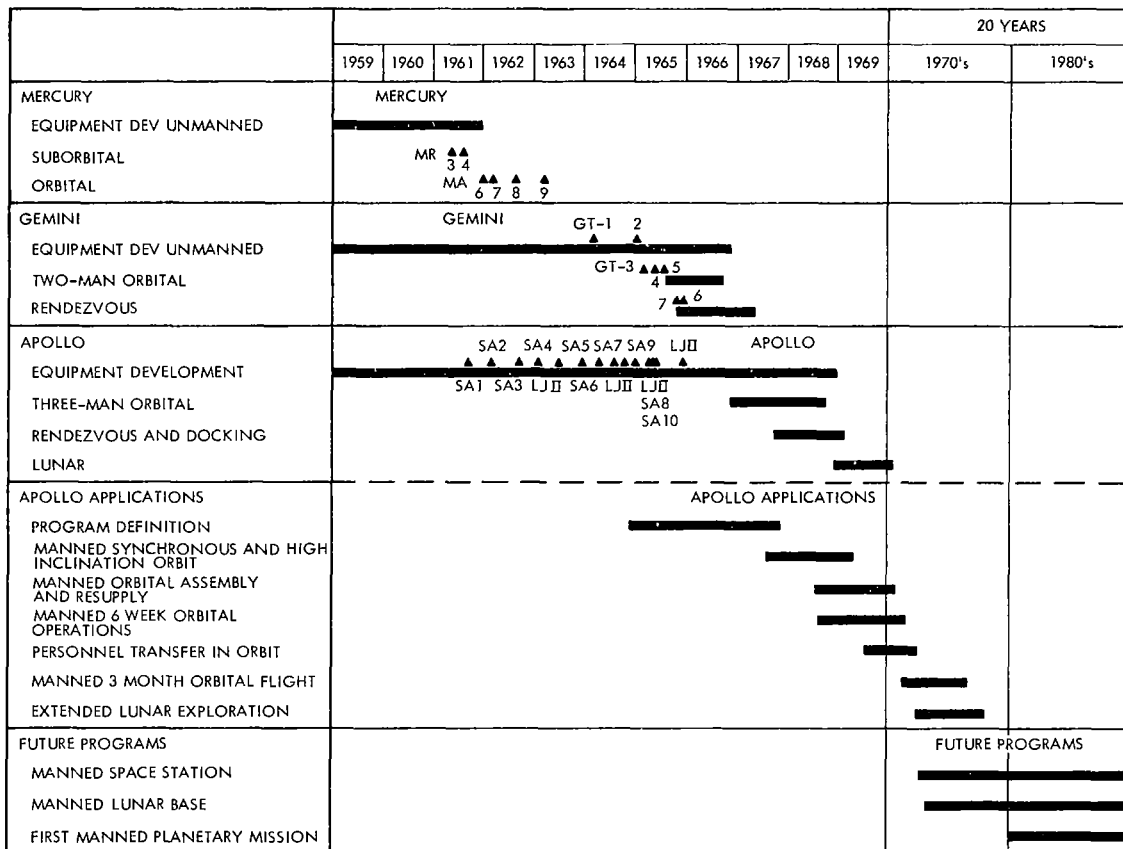 20 YEARS
1959 1960 1961 1962 1963 1964 1965 1966 1967 1968 1969 1970's 1980's
MERCURY MERCURY
EQUIPMENT DEV UNMANNED
SUBORBITAL MR 3 4
ORBITAL MA 6 7 8 9
GEMINI GEMINI GT-1 2
EQUIPMENT DEV UNMANNED
GT-3 5
TWO-MAN ORBITAL 4
RENDEZVOUS 7 6
APOLLO SA2 SA4 SA5 SA7 SA9 LJII APOLLO
EQUIPMENT DEVELOPMENT
SA1 SA3 LJII SA6 LJII LJII
THREE-MAN ORBITAL SA8
SA10
RENDEZVOUS AND DOCKING
LUNAR
APOLLO APPLICATIONS APOLLO APPLICATIONS
PROGRAM DEFINITION
MANNED SYNCHRONOUS AND HIGH
INCLINATION ORBIT
MANNED ORBITAL ASSEMBLY
AND RESUPPLY
MANNED 6 WEEK ORBITAL
OPERATIONS
PERSONNEL TRANSFER IN ORBIT
MANNED 3 MONTH ORBITAL FLIGHT
EXTENDED LUNAR EXPLORATION
FUTURE PROGRAMS FUTURE PROGRAMS
MANNED SPACE STATION
MANNED LUNAR BASE
FIRST MANNED PLANETARY MISSION